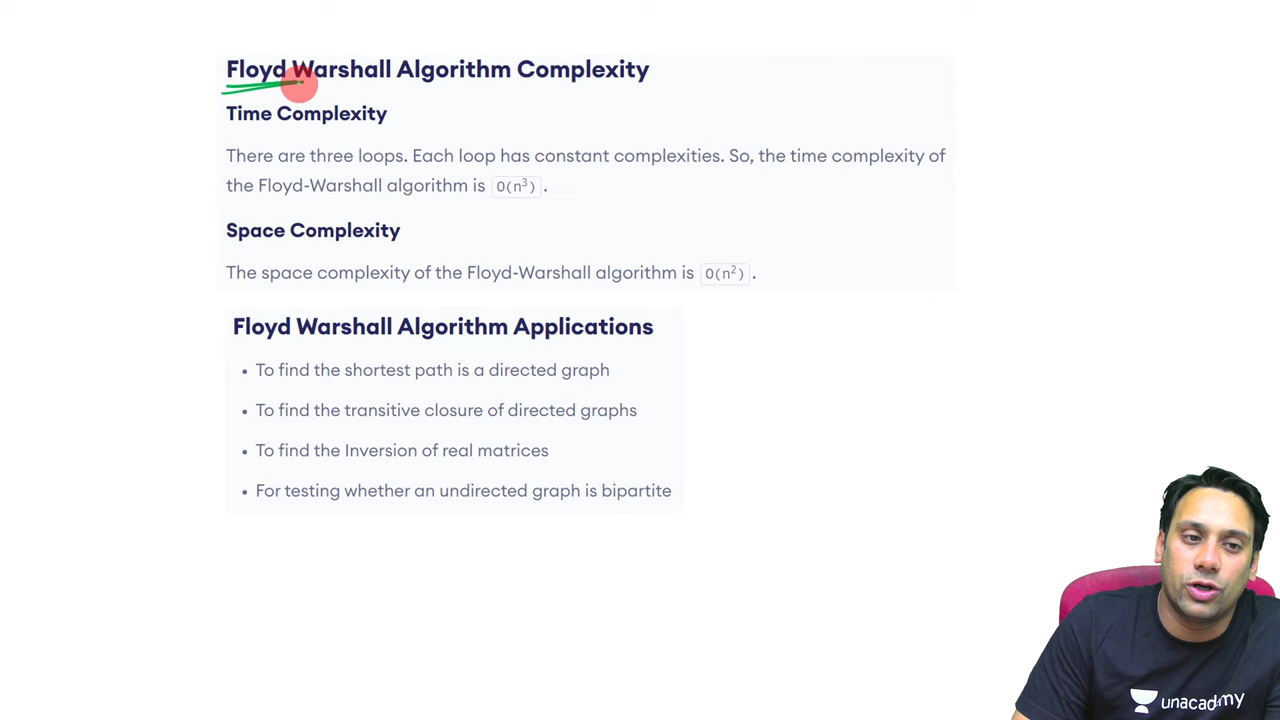 Floyd Warshall Algorithm Complexity
Time Complexity
There are three loops. Each loop has constant complexities. So, the time complexity of
the Floyd-Warshall algorithm is O(n³).
Space Complexity
The space complexity of the Floyd-Warshall algorithm is O(n²).
Floyd Warshall Algorithm Applications
• To find the shortest path is a directed graph
• To find the transitive closure of directed graphs
• To find the Inversion of real matrices
• For testing whether an undirected graph is bipartite
unacademy